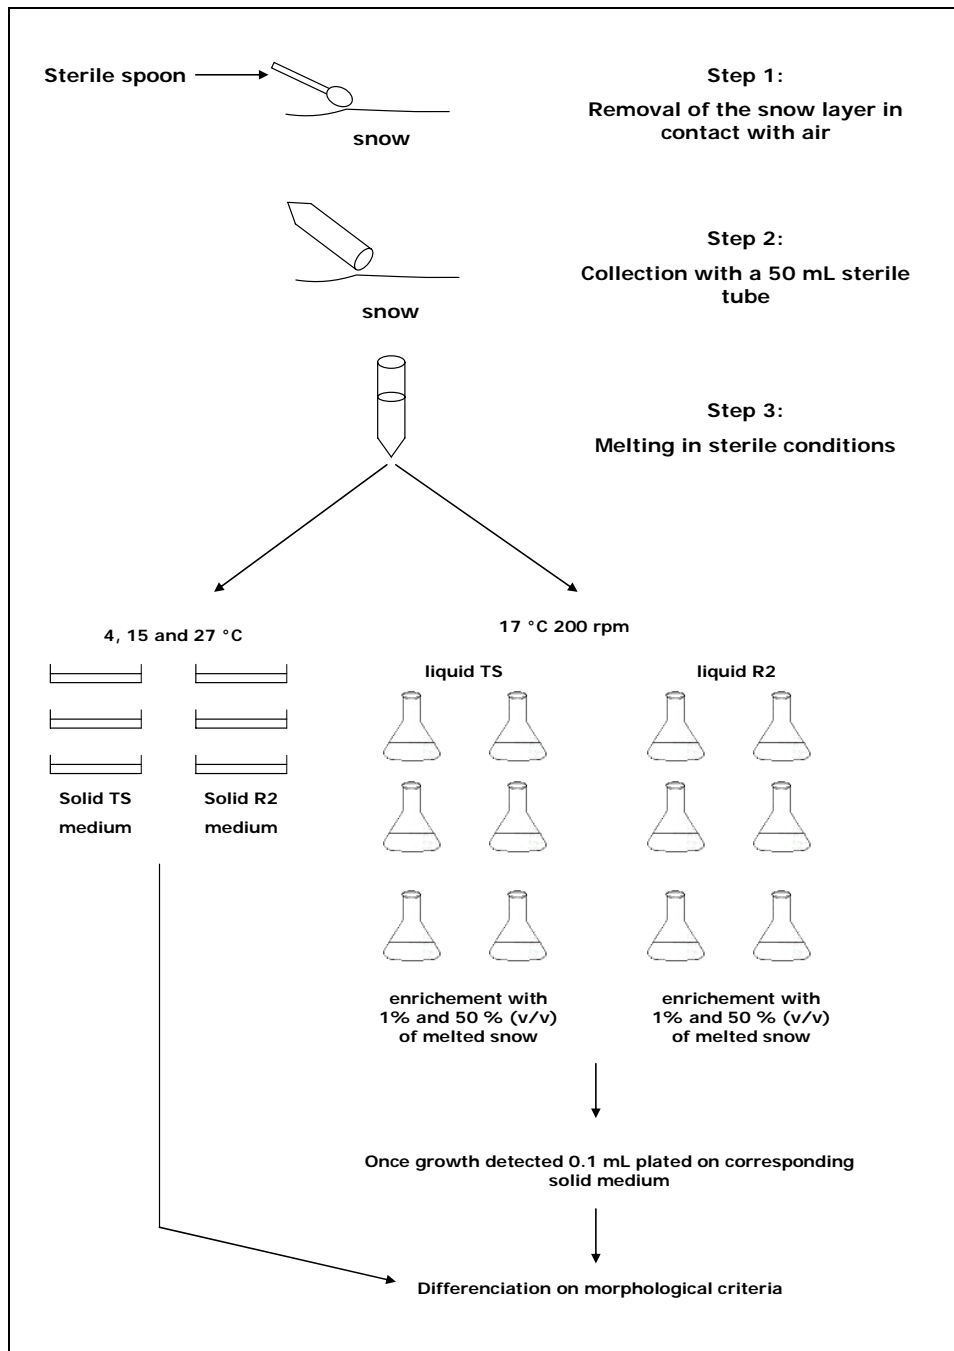 Sterile spoon
snow
Step 1:
Removal of the snow layer in
contact with air
snow
Step 2:
Collection with a 50 mL sterile
tube
Step 3:
Melting in sterile conditions
4, 15 and 27 °C
Solid TS
medium
Solid R2
medium
17 °C 200 rpm
liquid TS
liquid R2
enrichement with
1% and 50 % (v/v)
of melted snow
enrichement with
1% and 50 % (v/v)
of melted snow
Once growth detected 0.1 mL plated on corresponding
solid medium
Differenciation on morphological criteria